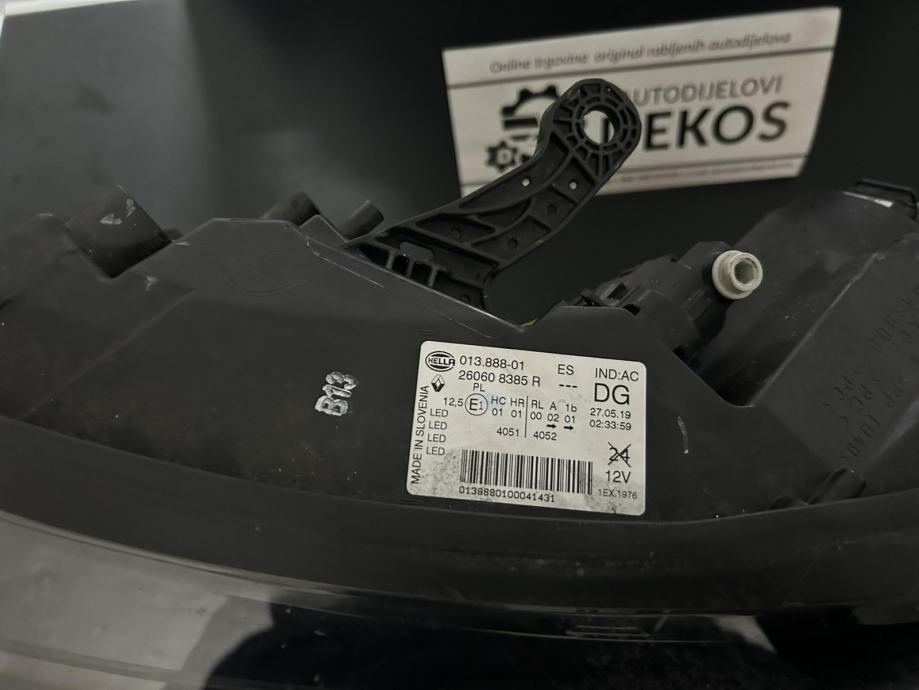 Online trgovina original rabljenih autodijelova
AUTODIJELOVI
DEKOS
B13
HELLA 013.888-01 ES IND:AC
26060 8385 R --- DG
PL
12,5 E1 HC HR RL A 1b 27.05.19
LED 01 01 00 02 01 02:33:59
LED
LED 4051 4052
LED
24
12V
MADE IN SLOVENIA
0138880100041431
1EX.1976